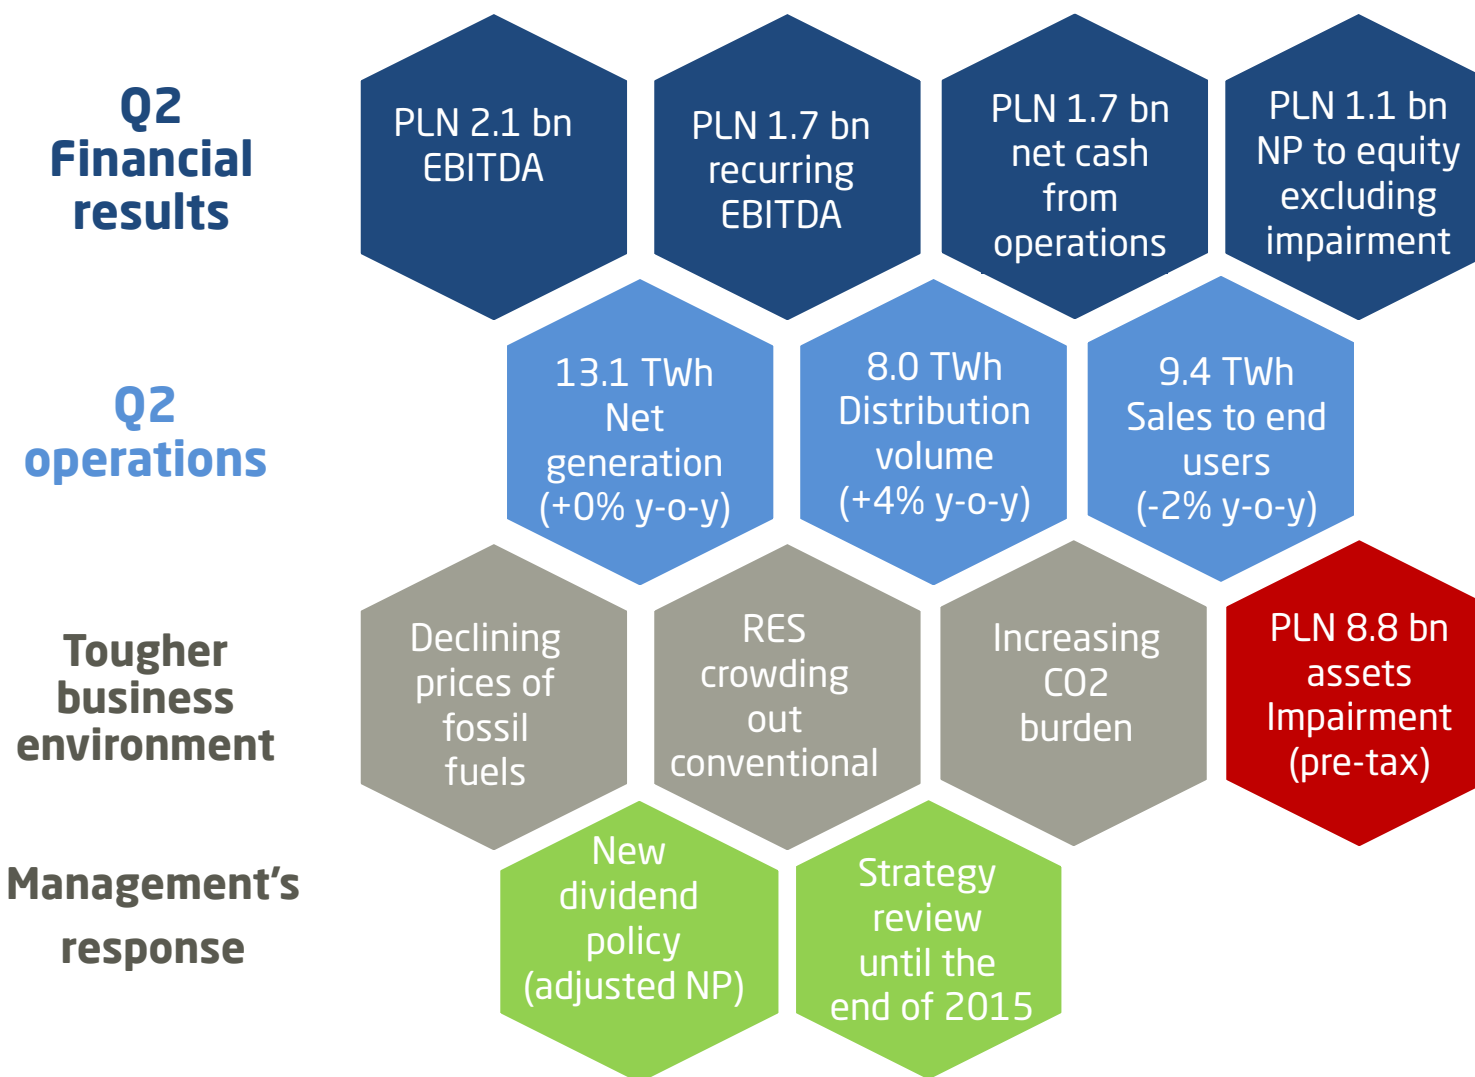 Q2
Financial
results
PLN 2.1 bn
EBITDA
PLN 1.7 bn
recurring
EBITDA
PLN 1.7 bn
net cash
from
operations
PLN 1.1 bn
NP to equity
excluding
impairment
Q2
operations
13.1 TWh
Net
generation
(+0% y-o-y)
8.0 TWh
Distribution
volume
(+4% y-o-y)
9.4 TWh
Sales to end
users
(-2% y-o-y)
Tougher
business
environment
Declining
prices of
fossil
fuels
RES
crowding
out
conventional
Increasing
CO2
burden
PLN 8.8 bn
assets
Impairment
(pre-tax)
Management's
response
New
dividend
policy
(adjusted NP)
Strategy
review
until the
end of 2015